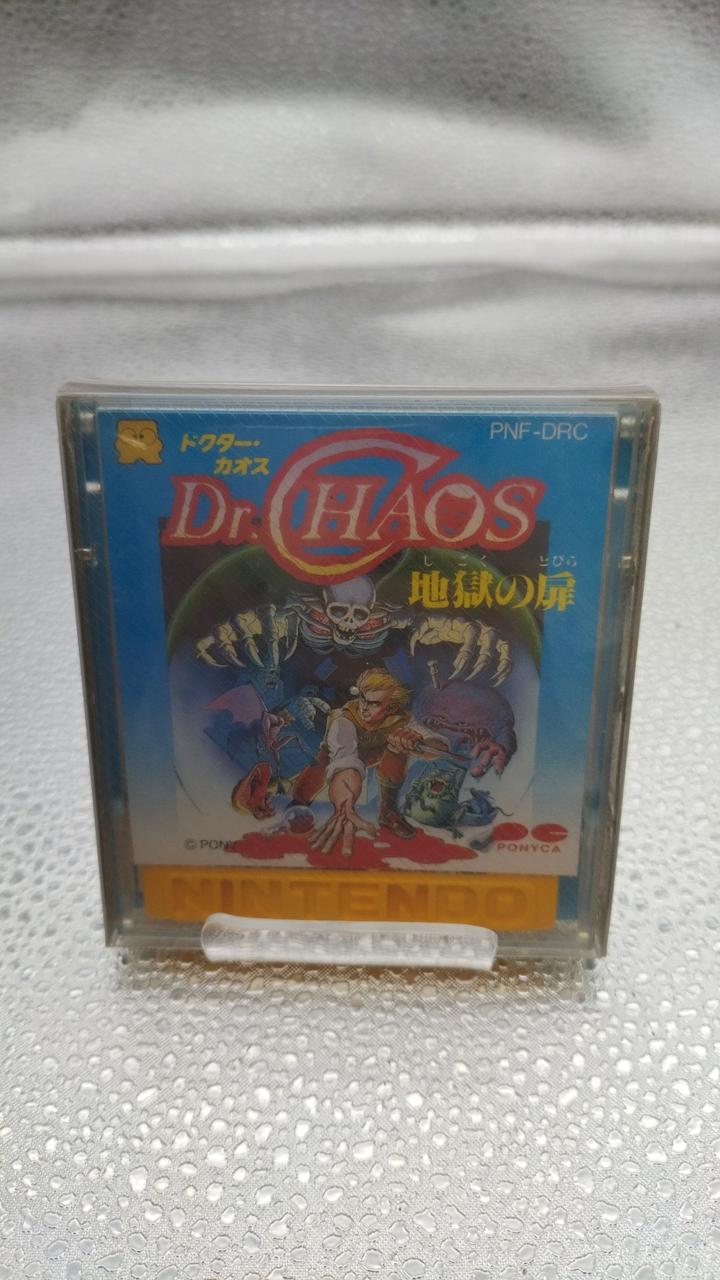 PNF-DRC
ドクター・
カオス
Dr. CHAOS
じごく とびら
地獄の扉
© PONY
PONYCA
NINTENDO